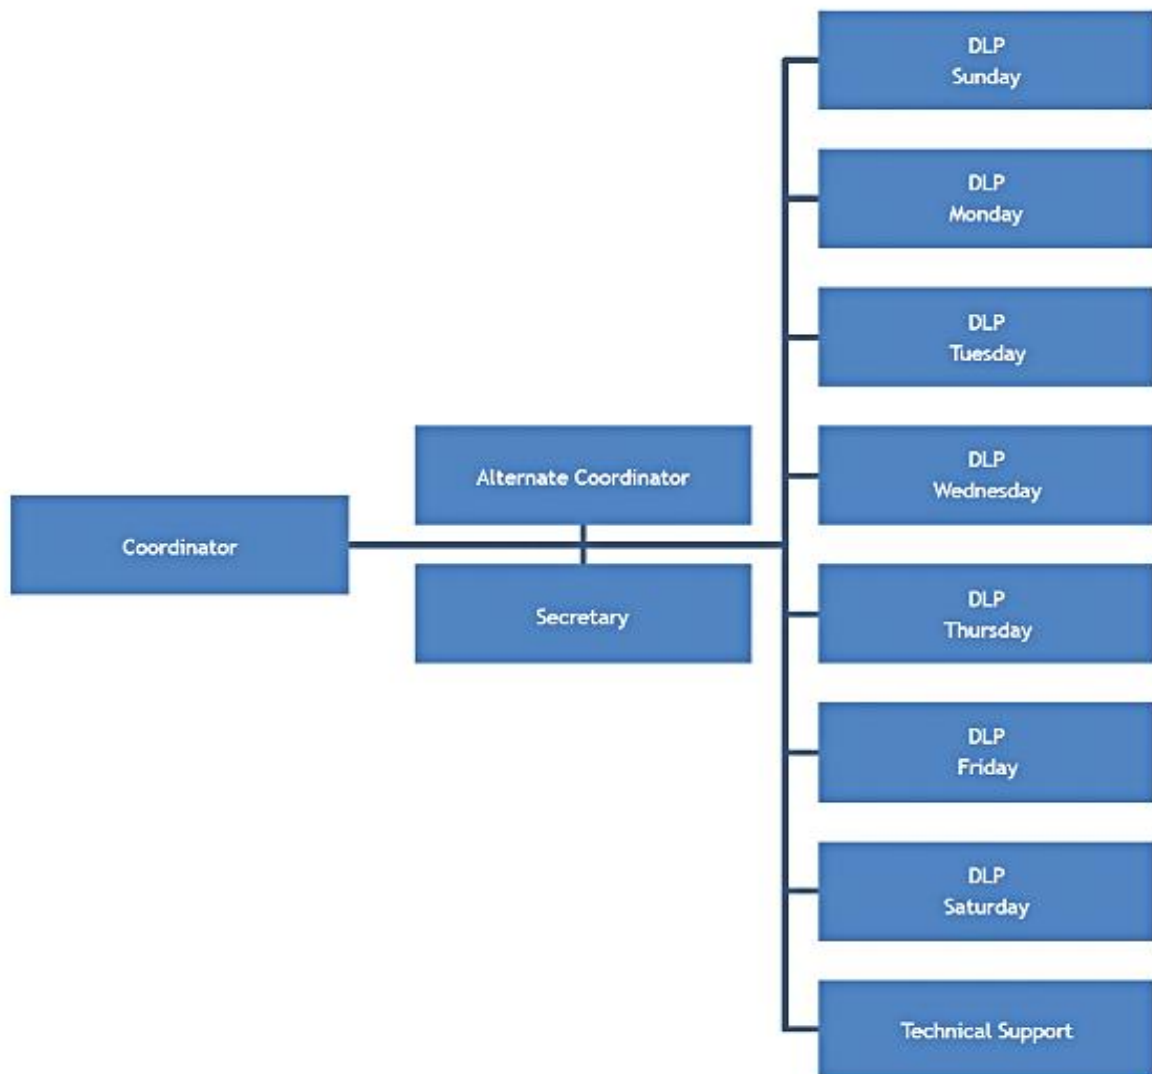 Coordinator
Alternate Coordinator
Secretary
DLP
Sunday
DLP
Monday
DLP
Tuesday
DLP
Wednesday
DLP
Thursday
DLP
Friday
DLP
Saturday
Technical Support